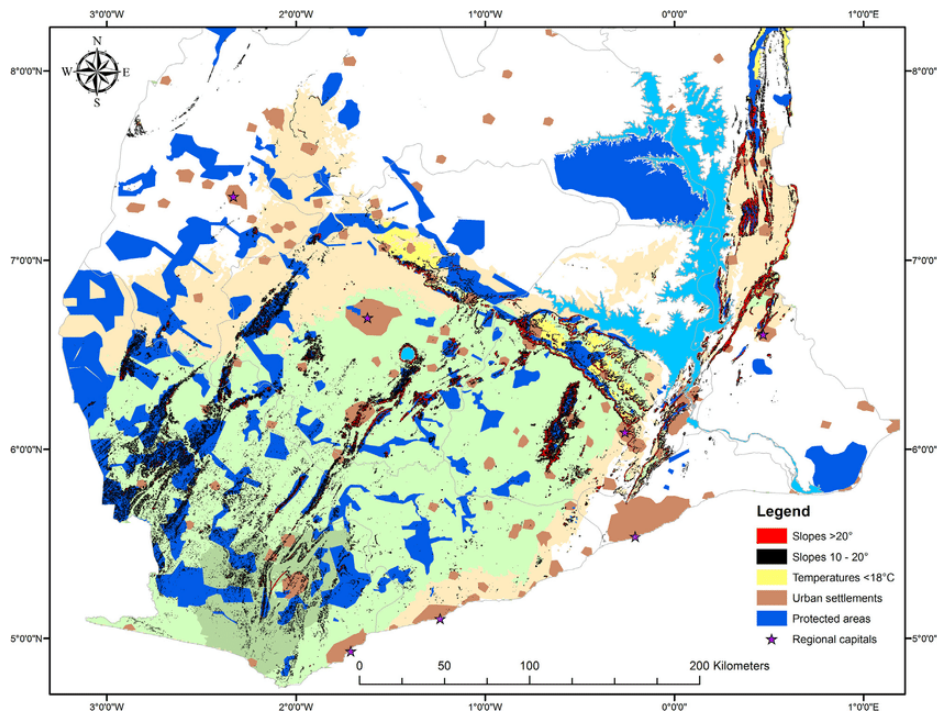 3°0'0"W 2°0'0"W 1°0'0"W 0°0'0" 1°0'0"E
N
W E
S
8°0'0"N 8°0'0"N
7°0'0"N 7°0'0"N
6°0'0"N 6°0'0"N
5°0'0"N 5°0'0"N
Legend
Slopes >20°
Slopes 10 - 20°
Temperatures <18°C
Urban settlements
Protected areas
Regional capitals
0 50 100 200 Kilometers
3°0'0"W 2°0'0"W 1°0'0"W 0°0'0" 1°0'0"E